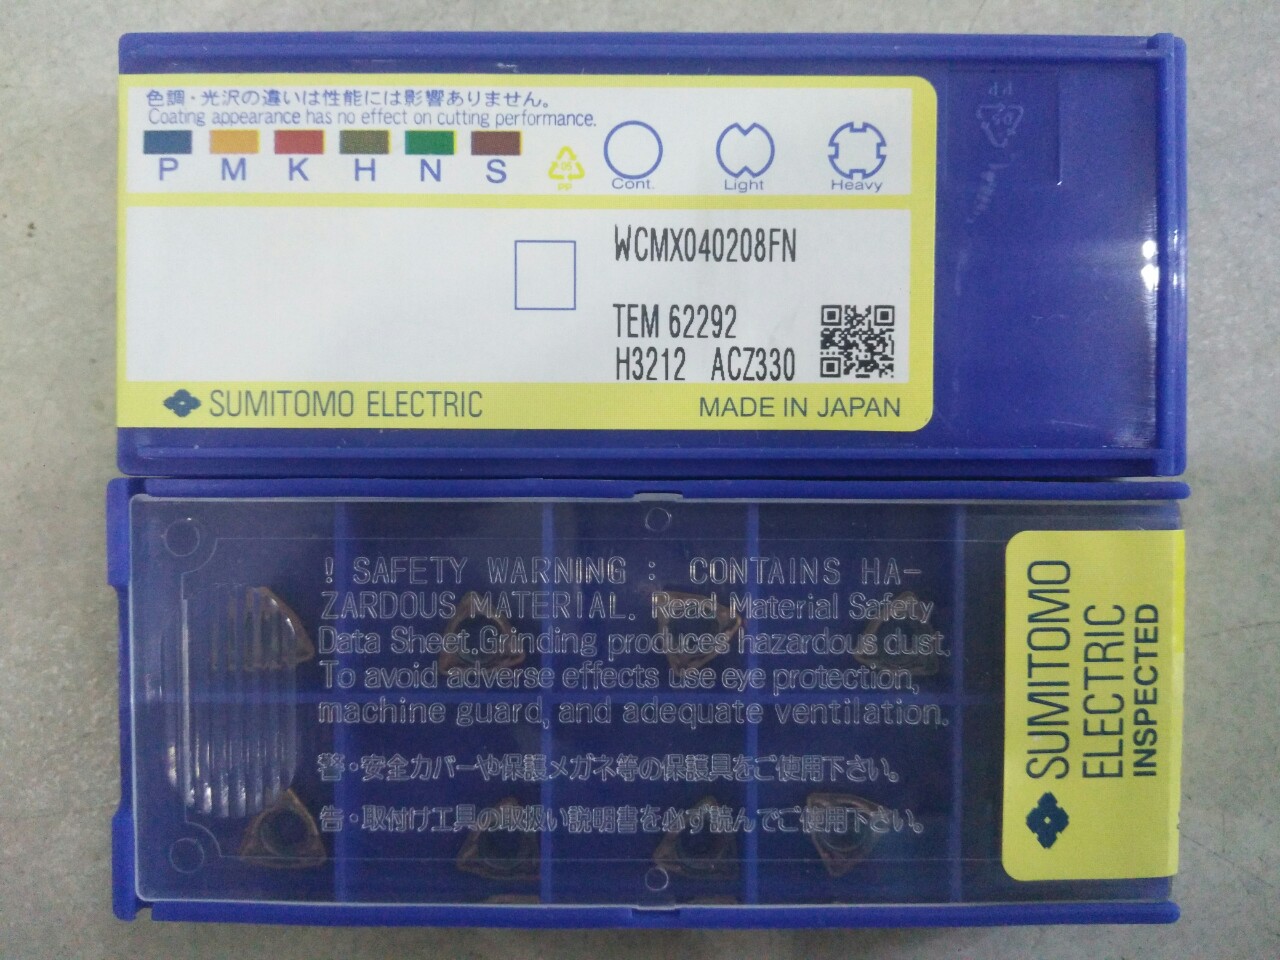 色調・光沢の違いは性能には影響ありません。
Coating appearance has no effect on cutting performance.
P M K H N S
05
PP
Cont. Light Heavy
WCMX040208FN
TEM 62292
H3212 ACZ330
SUMITOMO ELECTRIC
MADE IN JAPAN
! SAFETY WARNING : CONTAINS HA-
ZARDOUS MATERIAL. Read Material Safety
Data Sheet. Grinding produces hazardous dust.
To avoid adverse effects use eye protection,
machine guard, and adequate ventilation.
警・安全カバーや保護メガネ等の保護具をご使用下さい。
告・取付け工具の取扱い説明書を必ず読んでご使用下さい。
SUMITOMO
ELECTRIC
INSPECTED